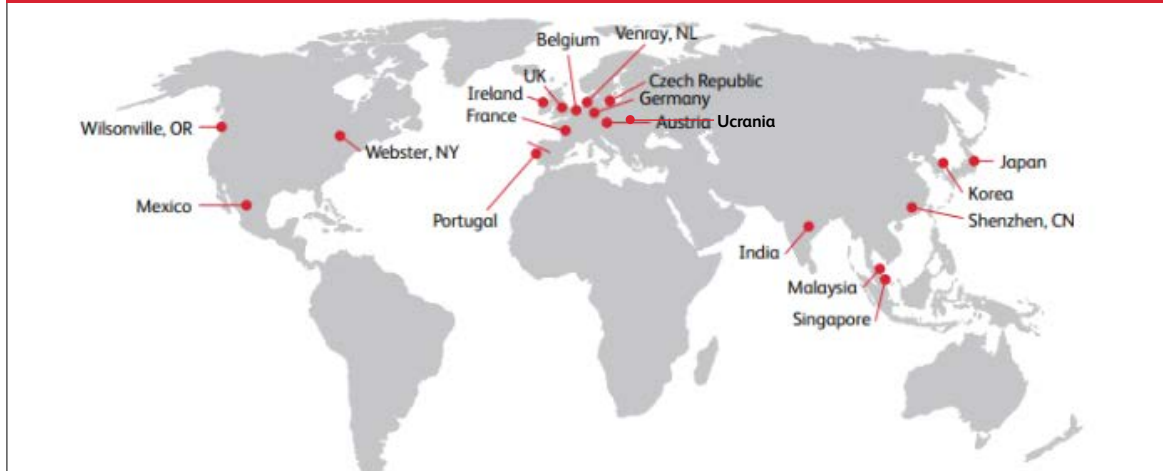 Belgium
Venray, NL
UK
Czech Republic
Ireland
Germany
France
Austria
Ucrania
Wilsonville, OR
Webster, NY
Japan
Korea
Mexico
Portugal
Shenzhen, CN
India
Malaysia
Singapore